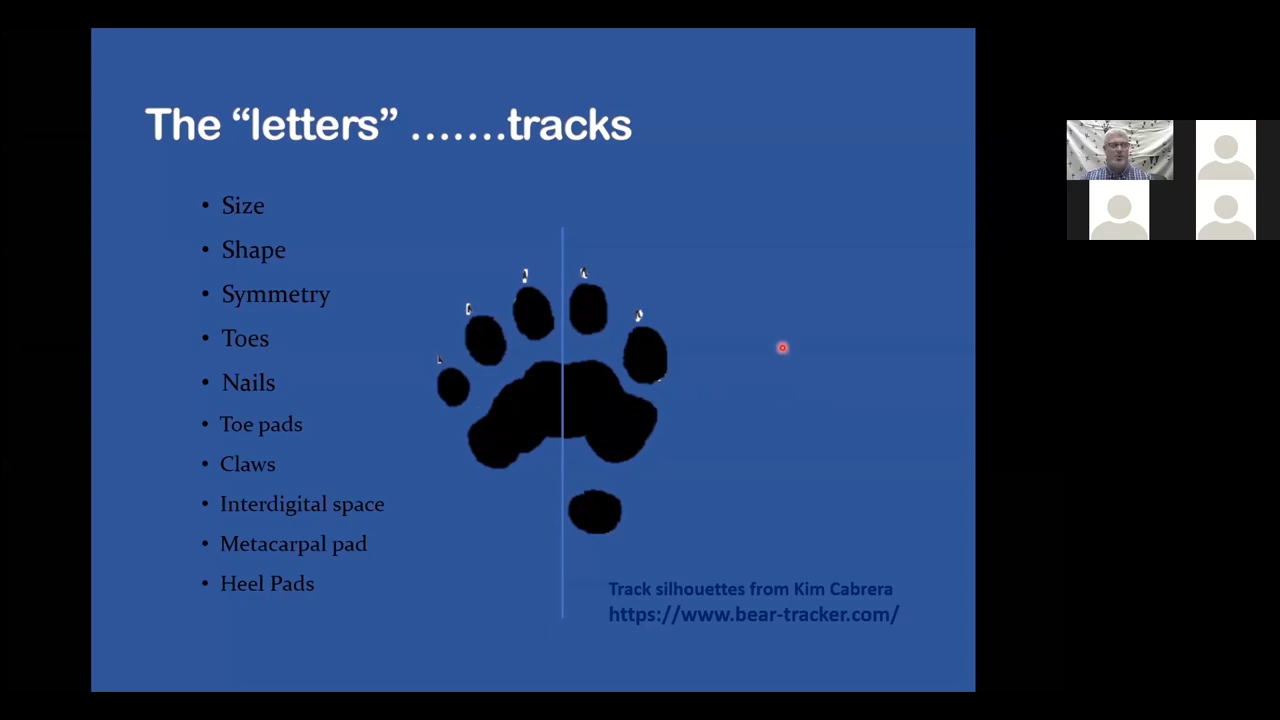 The “letters” …….tracks
• Size
• Shape
• Symmetry
• Toes
• Nails
• Toe pads
• Claws
• Interdigital space
• Metacarpal pad
• Heel Pads
Track silhouettes from Kim Cabrera
https://www.bear-tracker.com/